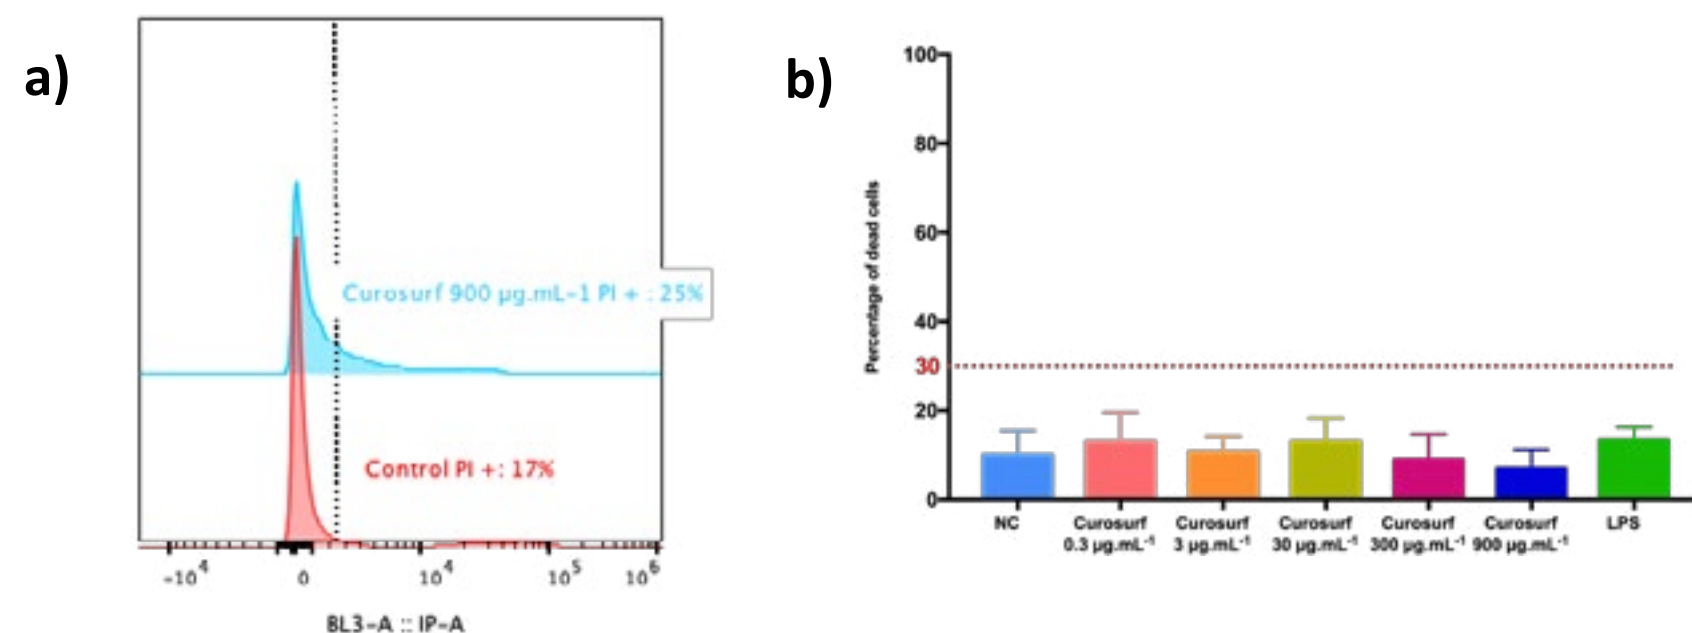 a)
Curosurf 900 µg.mL-1 PI + : 25%
Control PI +: 17%
-10⁴ 0 10⁴ 10⁵ 10⁶
BL3-A :: IP-A
b)
Percentage of dead cells
100
80
60
40
30
20
0
NC
Curosurf
0.3 µg.mL⁻¹
Curosurf
3 µg.mL⁻¹
Curosurf
30 µg.mL⁻¹
Curosurf
300 µg.mL⁻¹
Curosurf
900 µg.mL⁻¹
LPS